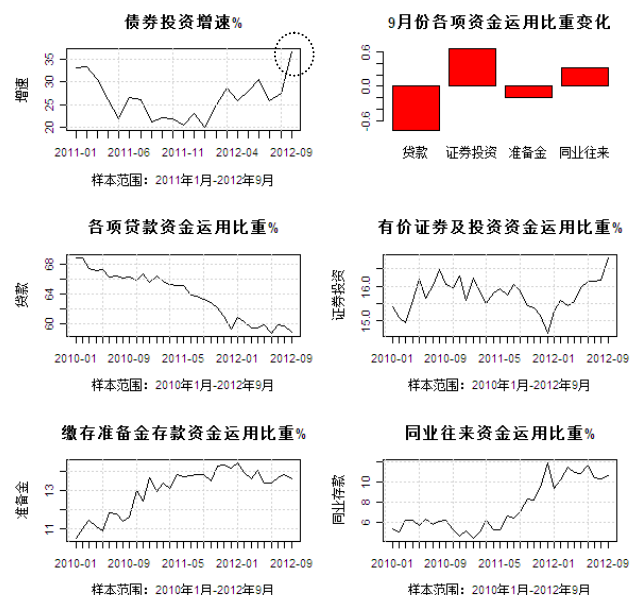 债券投资增速%
增速
35
30
25
20
2011-01 2011-06 2011-11 2012-04 2012-09
样本范围：2011年1月-2012年9月
9月份各项资金运用比重变化
0.6
0.0
-0.6
贷款 证券投资 准备金 同业往来
各项贷款资金运用比重%
贷款
68
64
60
2010-01 2010-09 2011-05 2012-01 2012-09
样本范围：2010年1月-2012年9月
有价证券及投资资金运用比重%
证券投资
16.0
15.0
2010-01 2010-09 2011-05 2012-01 2012-09
样本范围：2010年1月-2012年9月
缴存准备金存款资金运用比重%
准备金
13
11
2010-01 2010-09 2011-05 2012-01 2012-09
样本范围：2010年1月-2012年9月
同业往来资金运用比重%
同业存款
10
8
6
2010-01 2010-09 2011-05 2012-01 2012-09
样本范围：2010年1月-2012年9月